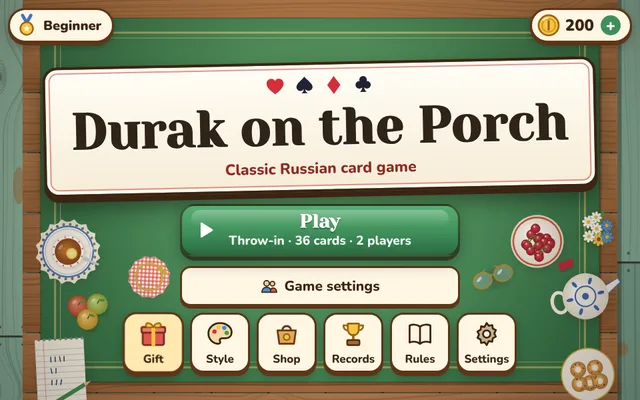 Beginner
200 +
Durak on the Porch
Classic Russian card game
Play
Throw-in · 36 cards · 2 players
Game settings
Gift
Style
Shop
Records
Rules
Settings